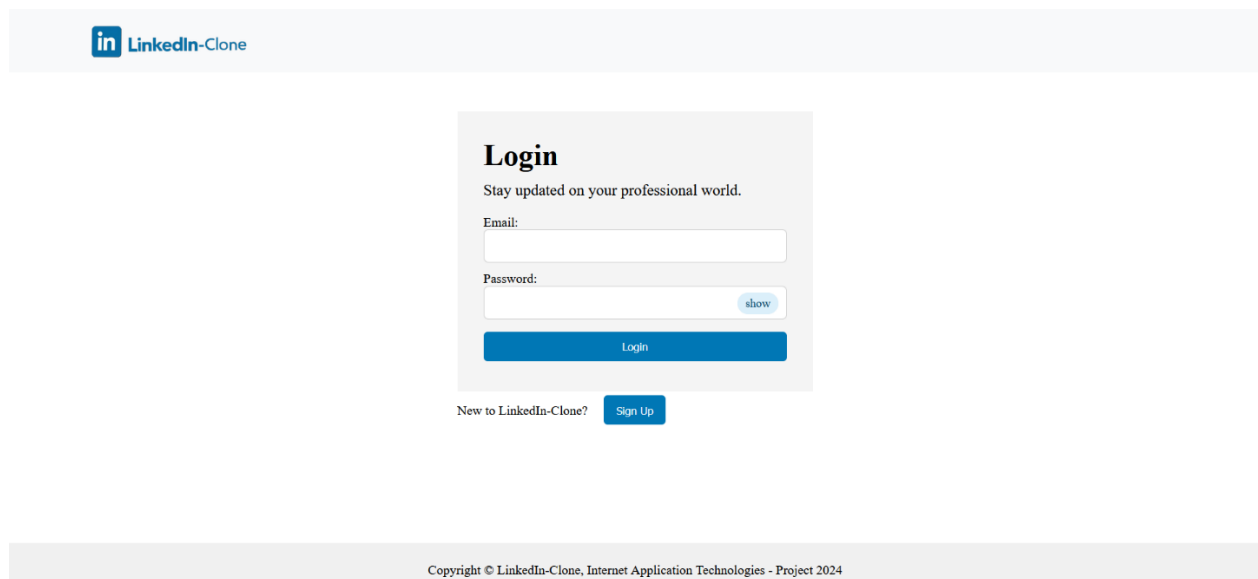 in LinkedIn-Clone
Login
Stay updated on your professional world.
Email:
Password:
show
Login
New to LinkedIn-Clone? Sign Up
Copyright © LinkedIn-Clone, Internet Application Technologies - Project 2024